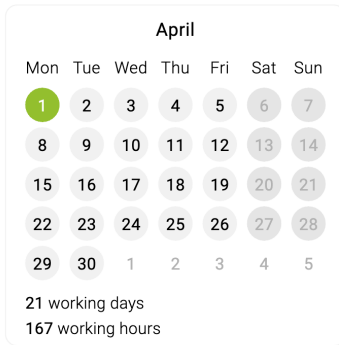 April
Mon Tue Wed Thu Fri Sat Sun
1 2 3 4 5 6 7
8 9 10 11 12 13 14
15 16 17 18 19 20 21
22 23 24 25 26 27 28
29 30 1 2 3 4 5
21 working days
167 working hours